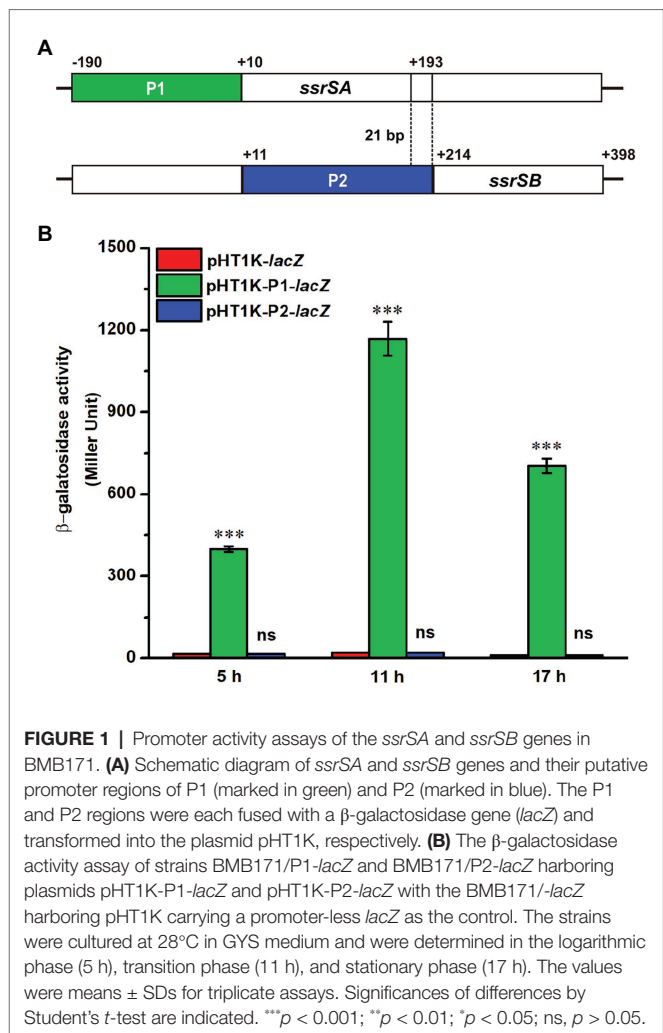 A
-190 +10 +193
P1 ssrSA
21 bp
+11 +214 +398
P2 ssrSB
B
1500
1200
900
600
300
0
β–galatosidase activity
(Miller Unit)
pHT1K-lacZ
pHT1K-P1-lacZ
pHT1K-P2-lacZ
*** ns
*** ns
*** ns
5 h 11 h 17 h
FIGURE 1 | Promoter activity assays of the ssrSA and ssrSB genes in
BMB171. (A) Schematic diagram of ssrSA and ssrSB genes and their putative
promoter regions of P1 (marked in green) and P2 (marked in blue). The P1
and P2 regions were each fused with a β-galactosidase gene (lacZ) and
transformed into the plasmid pHT1K, respectively. (B) The β-galactosidase
activity assay of strains BMB171/P1-lacZ and BMB171/P2-lacZ harboring
plasmids pHT1K-P1-lacZ and pHT1K-P2-lacZ with the BMB171/-lacZ
harboring pHT1K carrying a promoter-less lacZ as the control. The strains
were cultured at 28°C in GYS medium and were determined in the logarithmic
phase (5 h), transition phase (11 h), and stationary phase (17 h). The values
were means ± SDs for triplicate assays. Significances of differences by
Student's t-test are indicated. ***p < 0.001; **p < 0.01; *p < 0.05; ns, p > 0.05.